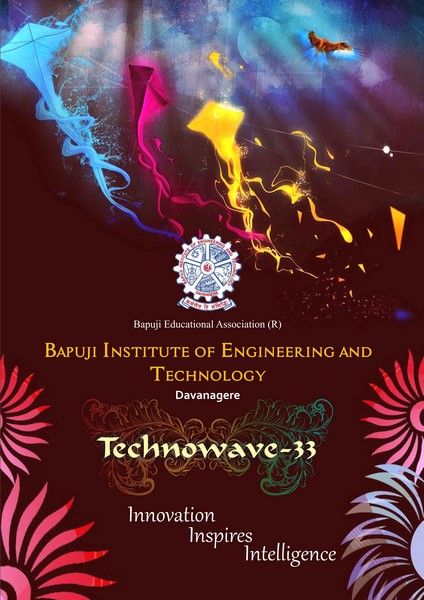 Bapuji Educational Association (R)
BAPUJI INSTITUTE OF ENGINEERING AND
TECHNOLOGY
Davanagere
Technowave-33
Innovation
Inspires
Intelligence